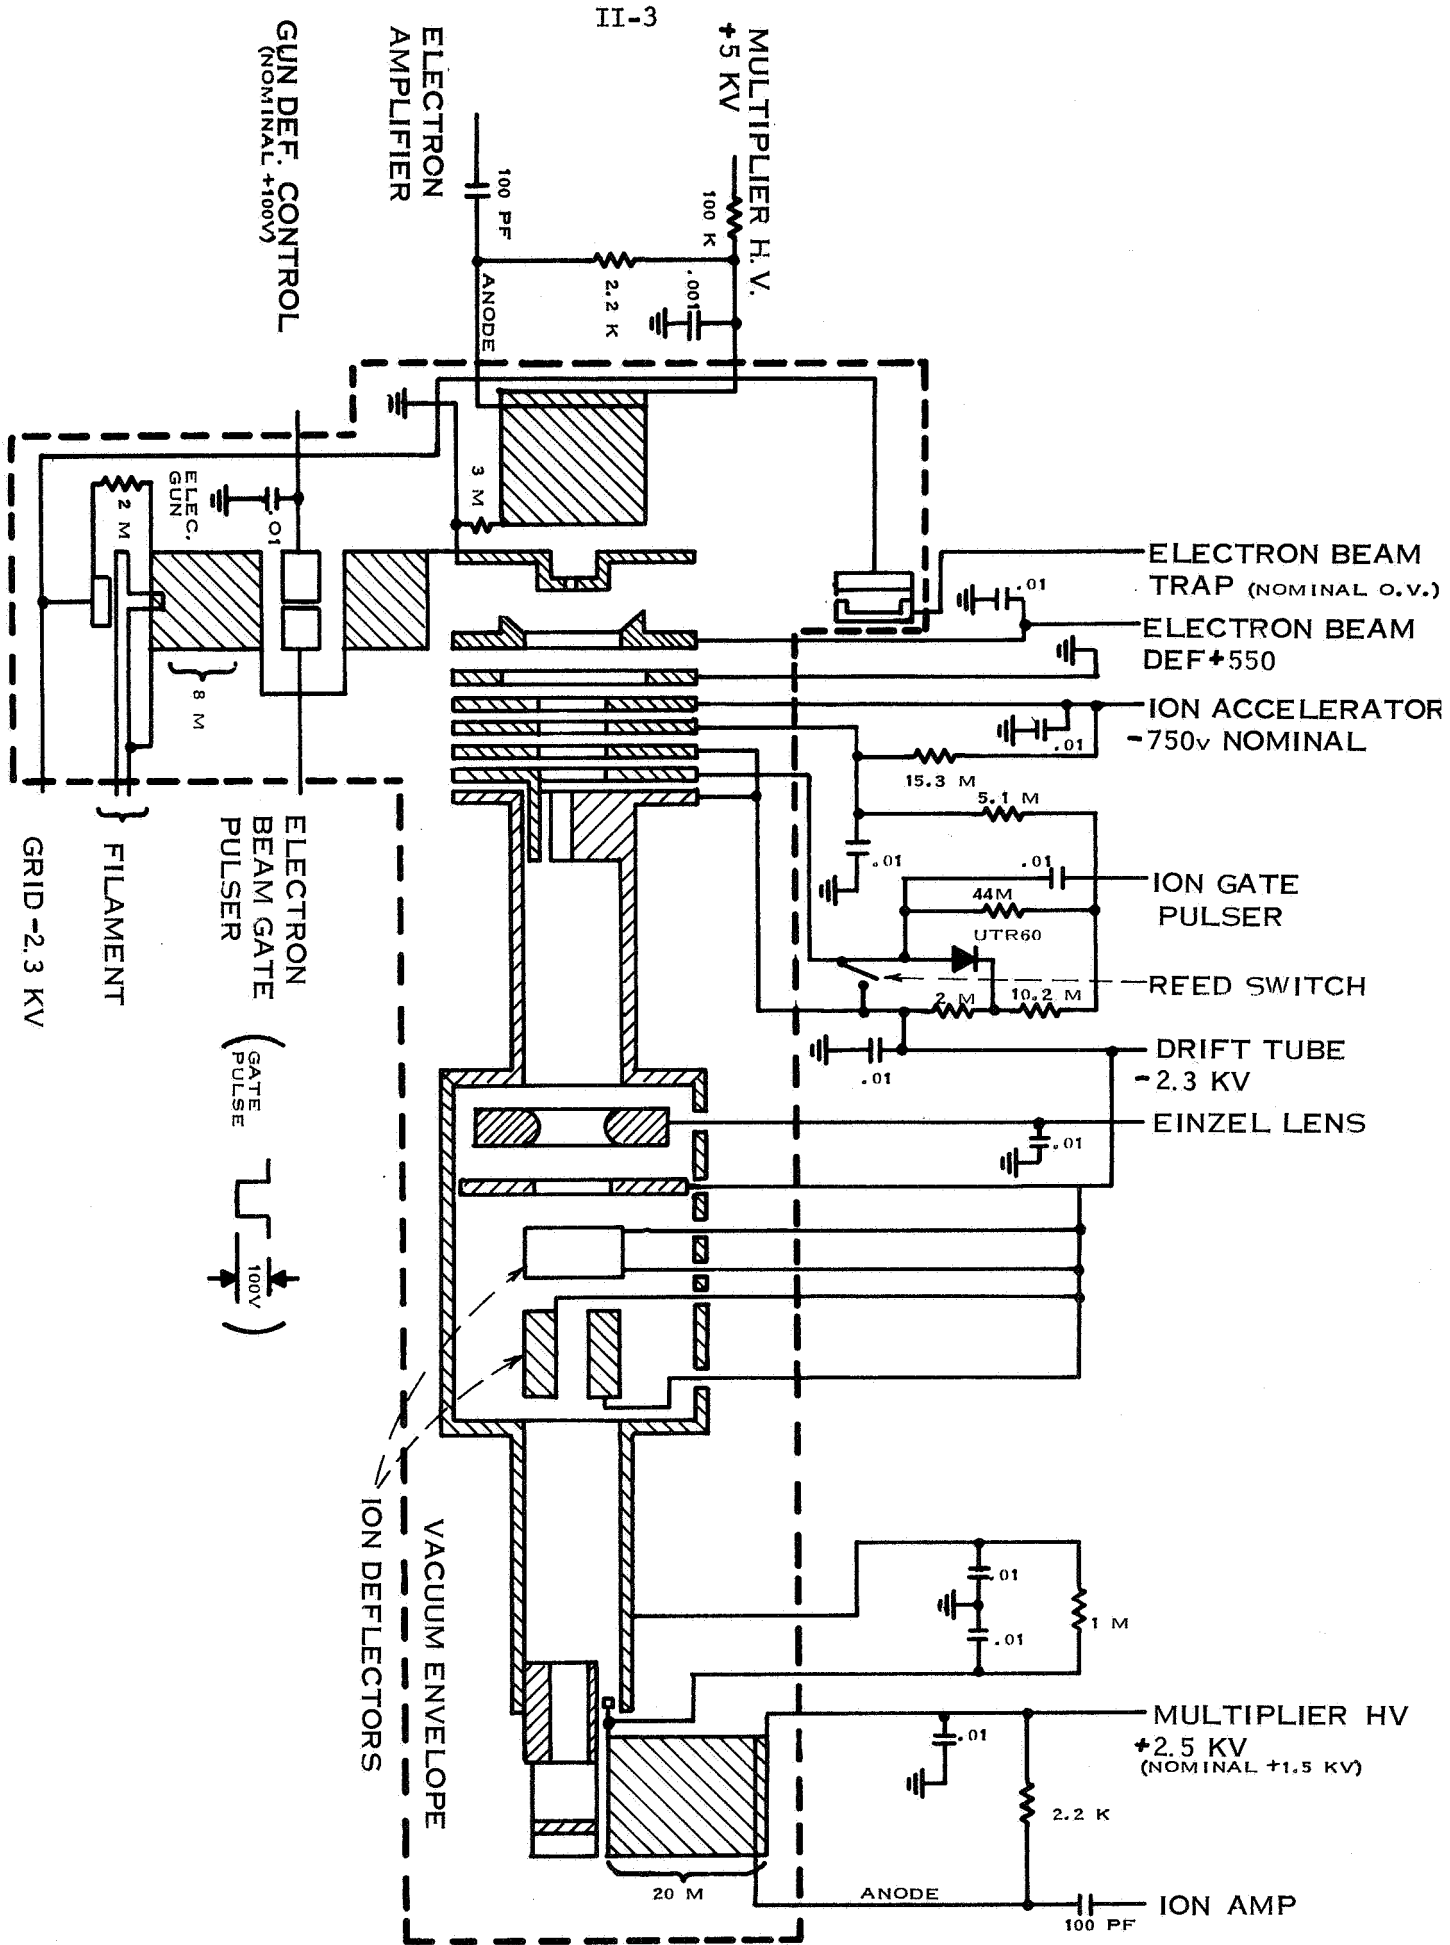 II-3
MULTIPLIER H.V.
+5 KV
ELECTRON
AMPLIFIER
GUN DEF. CONTROL
(NOMINAL +100V)
100 PF
100 K
2.2 K
.001
ANODE
3 M
ELEC.
GUN
2 M
.01
8 M
ELECTRON BEAM
TRAP (NOMINAL O.V.)
.01
ELECTRON BEAM
DEF+550
ION ACCELERATOR
-750v NOMINAL
.01
15.3 M
5.1 M
.01
.01
ION GATE
PULSER
44M
UTR60
REED SWITCH
2 M
10.2 M
DRIFT TUBE
-2.3 KV
.01
EINZEL LENS
.01
ELECTRON
BEAM GATE
PULSER
FILAMENT
GRID -2.3 KV
(GATE
PULSE
100V)
ION DEFLECTORS
VACUUM ENVELOPE
.01
.01
1 M
MULTIPLIER HV
+2.5 KV
(NOMINAL +1.5 KV)
.01
2.2 K
20 M
ANODE
100 PF
ION AMP